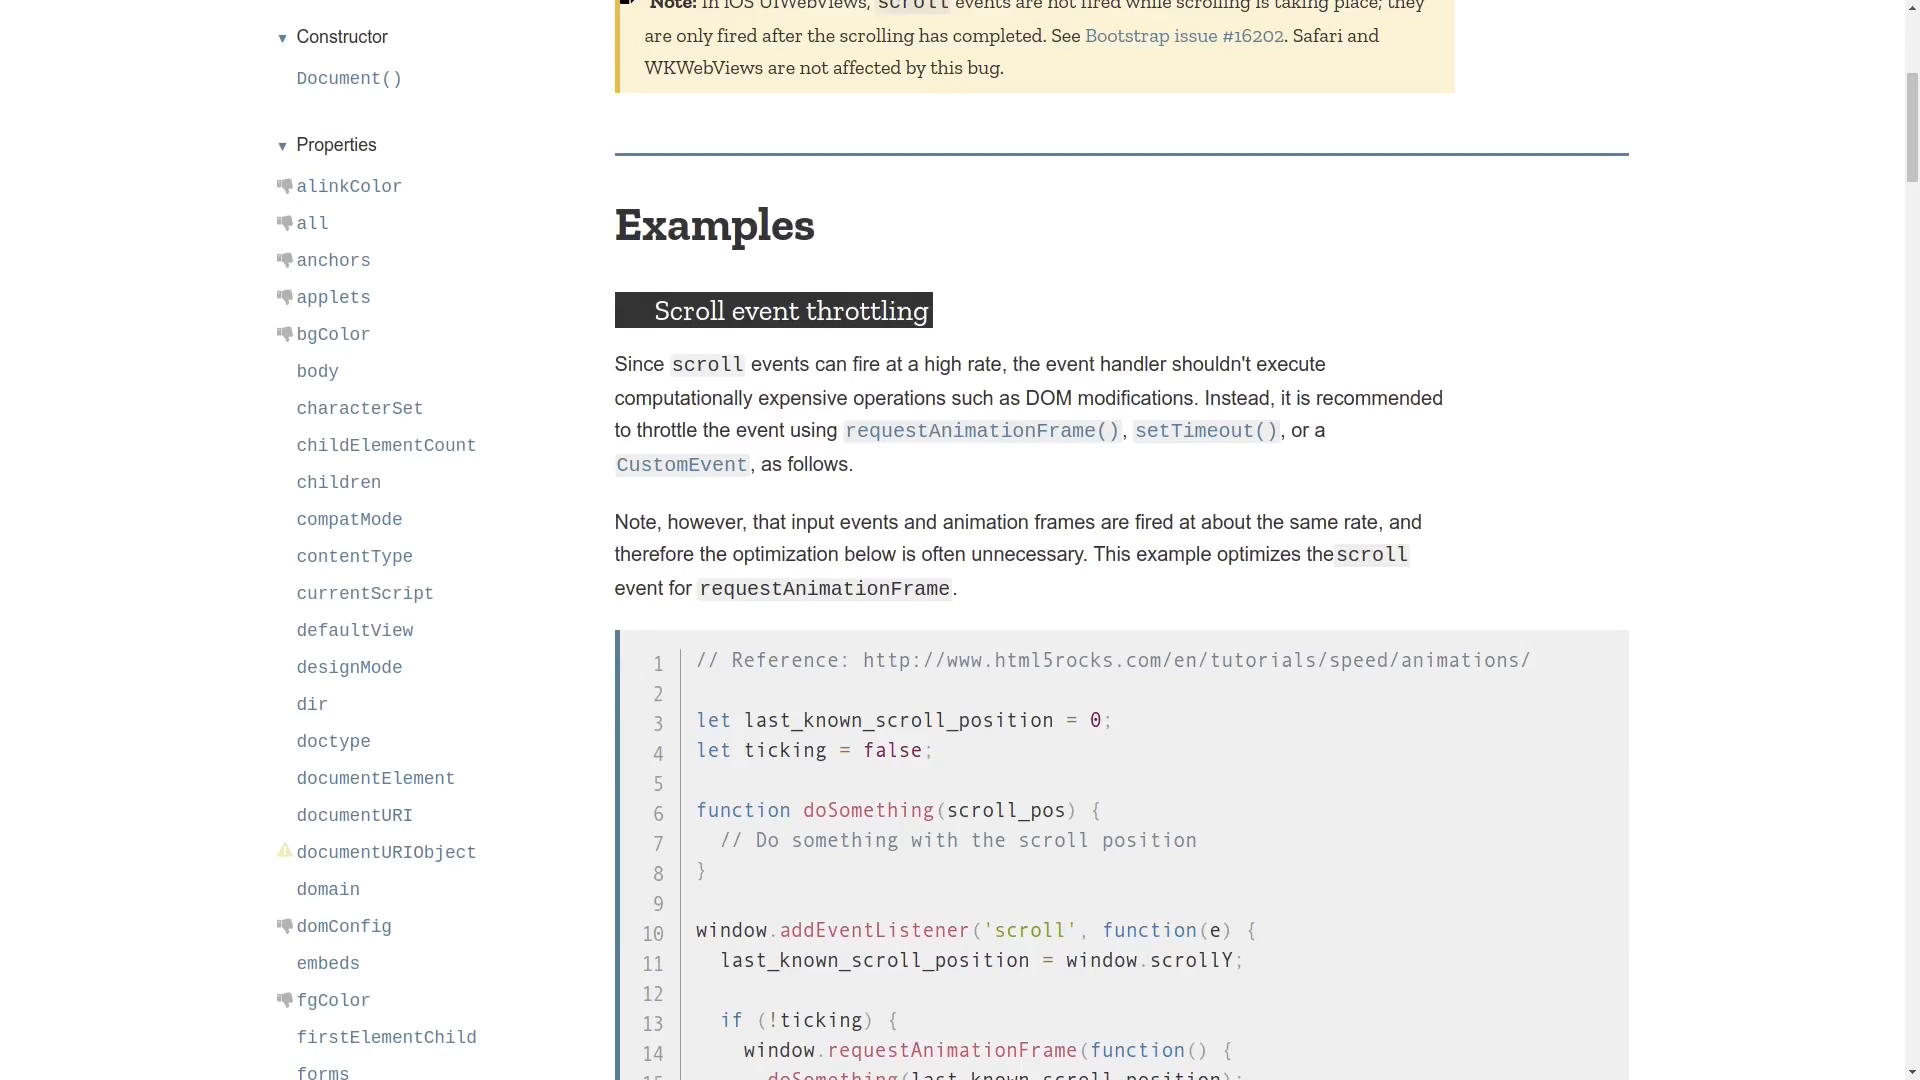 Constructor
Document()
Properties
alinkColor
all
anchors
applets
bgColor
body
characterSet
childElementCount
children
compatMode
contentType
currentScript
defaultView
designMode
dir
doctype
documentElement
documentURI
documentURIObject
domain
domConfig
embeds
fgColor
firstElementChild
forms
Note: In iOS UIWebViews, scroll events are not fired while scrolling is taking place; they
are only fired after the scrolling has completed. See Bootstrap issue #16202. Safari and
WKWebViews are not affected by this bug.
Examples
Scroll event throttling
Since scroll events can fire at a high rate, the event handler shouldn't execute
computationally expensive operations such as DOM modifications. Instead, it is recommended
to throttle the event using requestAnimationFrame(), setTimeout(), or a
CustomEvent, as follows.
Note, however, that input events and animation frames are fired at about the same rate, and
therefore the optimization below is often unnecessary. This example optimizes the scroll
event for requestAnimationFrame.
1 // Reference: http://www.html5rocks.com/en/tutorials/speed/animations/
2
3 let last_known_scroll_position = 0;
4 let ticking = false;
5
6 function doSomething(scroll_pos) {
7 // Do something with the scroll position
8 }
9
10 window.addEventListener('scroll', function(e) {
11 last_known_scroll_position = window.scrollY;
12
13 if (!ticking) {
14 window.requestAnimationFrame(function() {
15 doSomething(last_known_scroll_position);